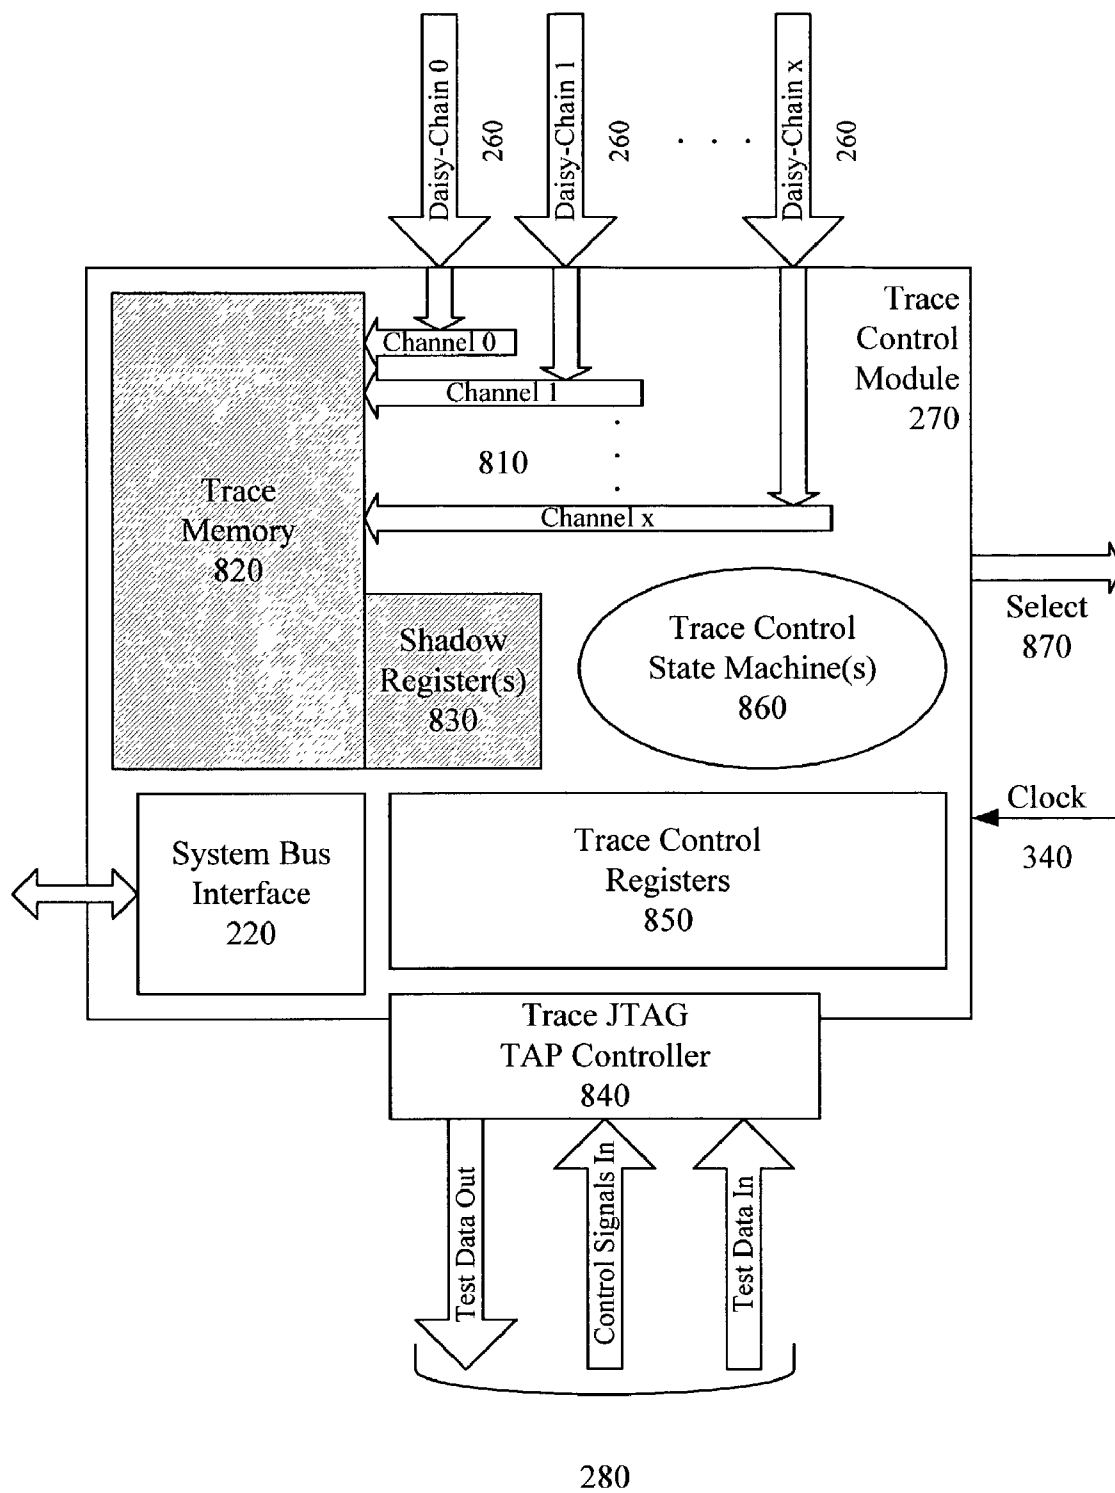 Daisy-Chain 0
260
Daisy-Chain 1
260
. . . .
Daisy-Chain x
260
Trace
Control
Module
270
Channel 0
Channel 1
810
Channel x
Trace
Memory
820
Shadow
Register(s)
830
Trace Control
State Machine(s)
860
Select
870
Clock
340
System Bus
Interface
220
Trace Control
Registers
850
Trace JTAG
TAP Controller
840
Test Data Out
Control Signals In
Test Data In
280